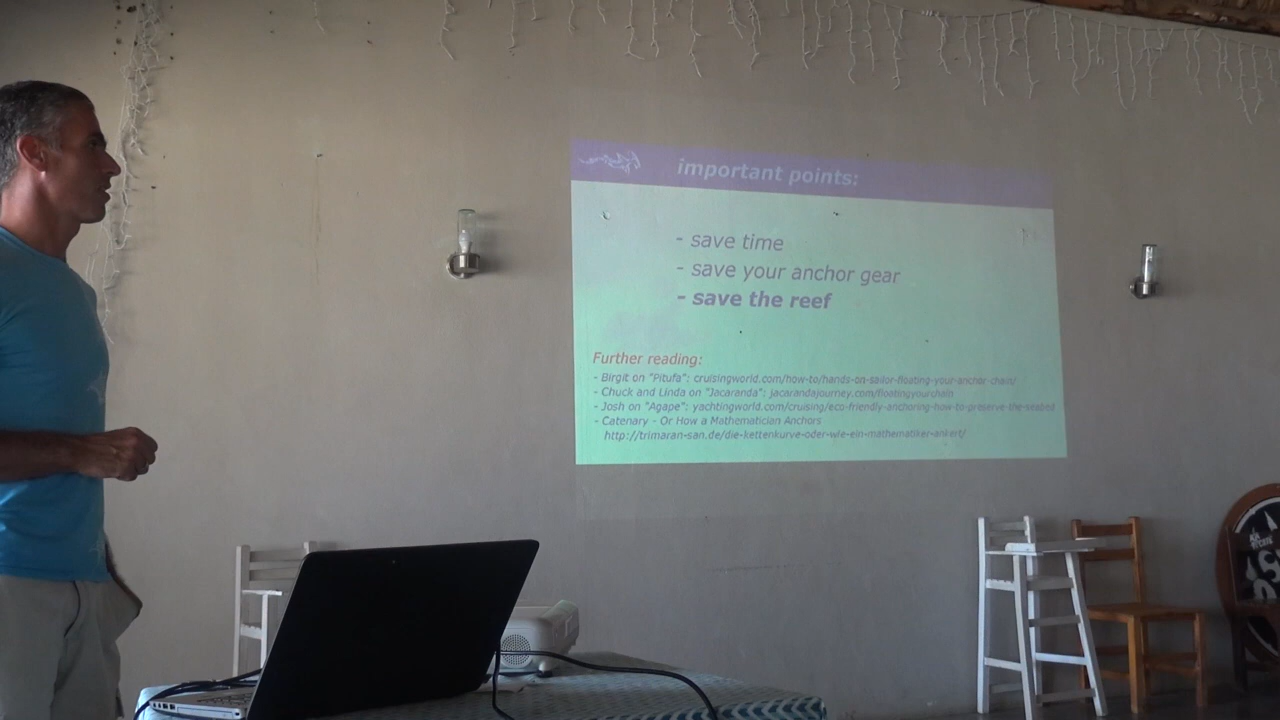 important points:
- save time
- save your anchor gear
- save the reef
Further reading:
- Birgit on "Pitufa": cruisingworld.com/how-to/hands-on-sailor-floating-your-anchor-chain/
- Chuck and Linda on "Jacaranda": jacarandajourney.com/floatingyourchain
- Josh on "Agape": yachtingworld.com/cruising/eco-friendly-anchoring-how-to-preserve-the-seabed
- Catenary - Or How a Mathematician Anchors
http://trimaran-san.de/die-kettenkurve-oder-wie-ein-mathematiker-ankert/